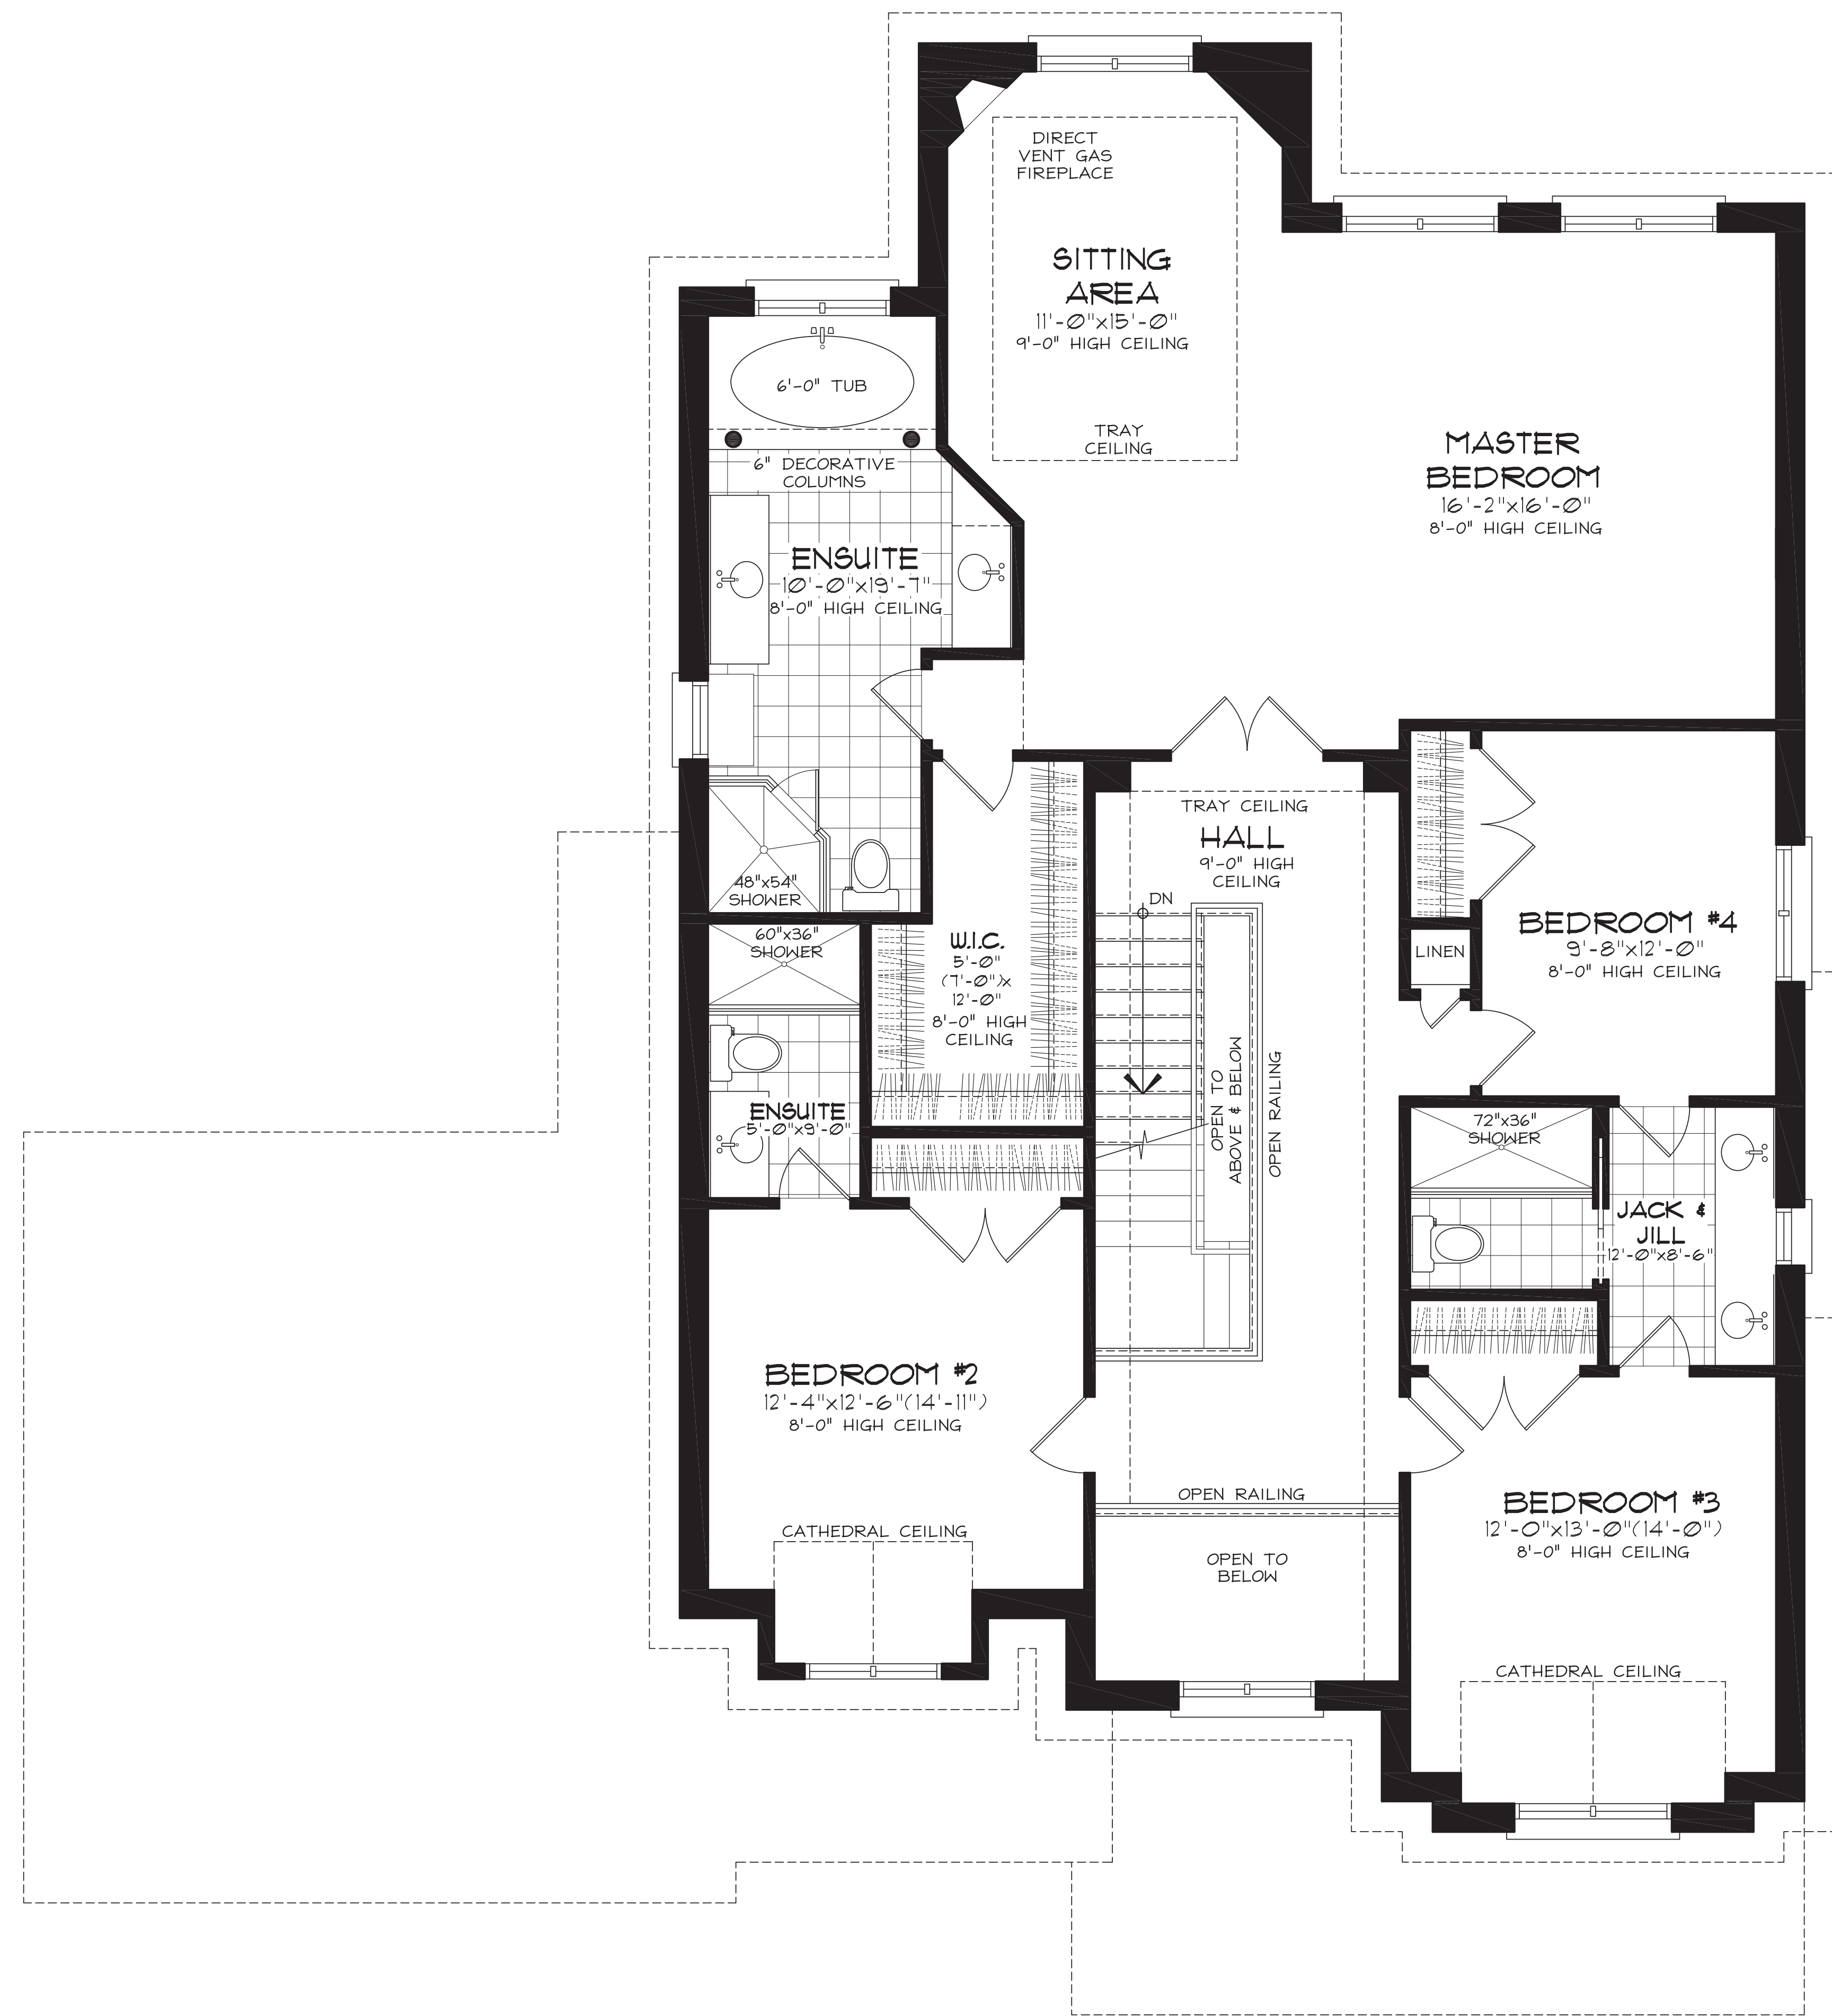 DIRECT
VENT GAS
FIREPLACE
SITTING
AREA
11'-0"x15'-0"
9'-0" HIGH CEILING
TRAY
CEILING
6'-0" TUB
6" DECORATIVE
COLUMNS
MASTER
BEDROOM
16'-2"x16'-0"
8'-0" HIGH CEILING
ENSUITE
10'-0"x19'-7"
8'-0" HIGH CEILING
48"x54"
SHOWER
TRAY CEILING
HALL
9'-0" HIGH
CEILING
DN
BEDROOM #4
9'-8"x12'-0"
8'-0" HIGH CEILING
LINEN
60"x36"
SHOWER
W.I.C.
5'-0"
(7'-0")x
12'-0"
8'-0" HIGH
CEILING
OPEN TO
ABOVE & BELOW
OPEN RAILING
ENSUITE
5'-0"x9'-0"
72"x36"
SHOWER
JACK &
JILL
12'-0"x8'-6"
BEDROOM #2
12'-4"x12'-6"(14'-11")
8'-0" HIGH CEILING
CATHEDRAL CEILING
OPEN RAILING
OPEN TO
BELOW
BEDROOM #3
12'-0"x13'-0"(14'-0")
8'-0" HIGH CEILING
CATHEDRAL CEILING